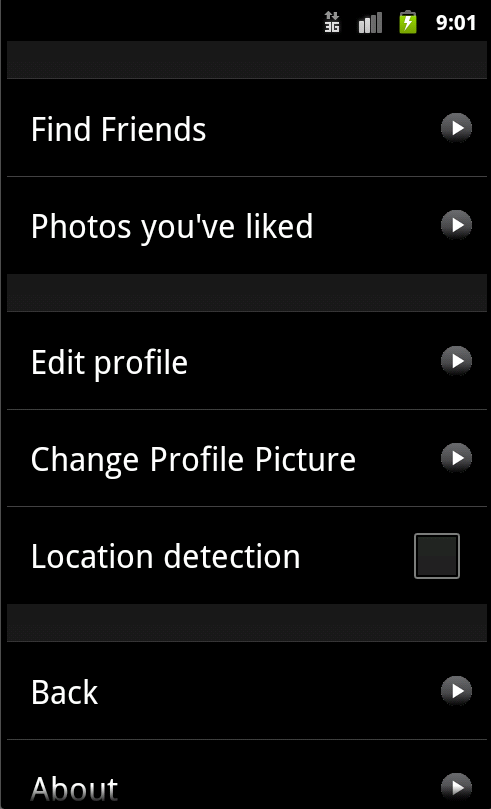 3G 9:01
Find Friends
Photos you've liked
Edit profile
Change Profile Picture
Location detection
Back
About